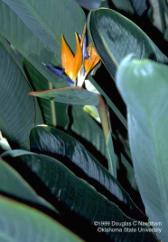 ©1999 Douglas C Needham
Oklahoma State University